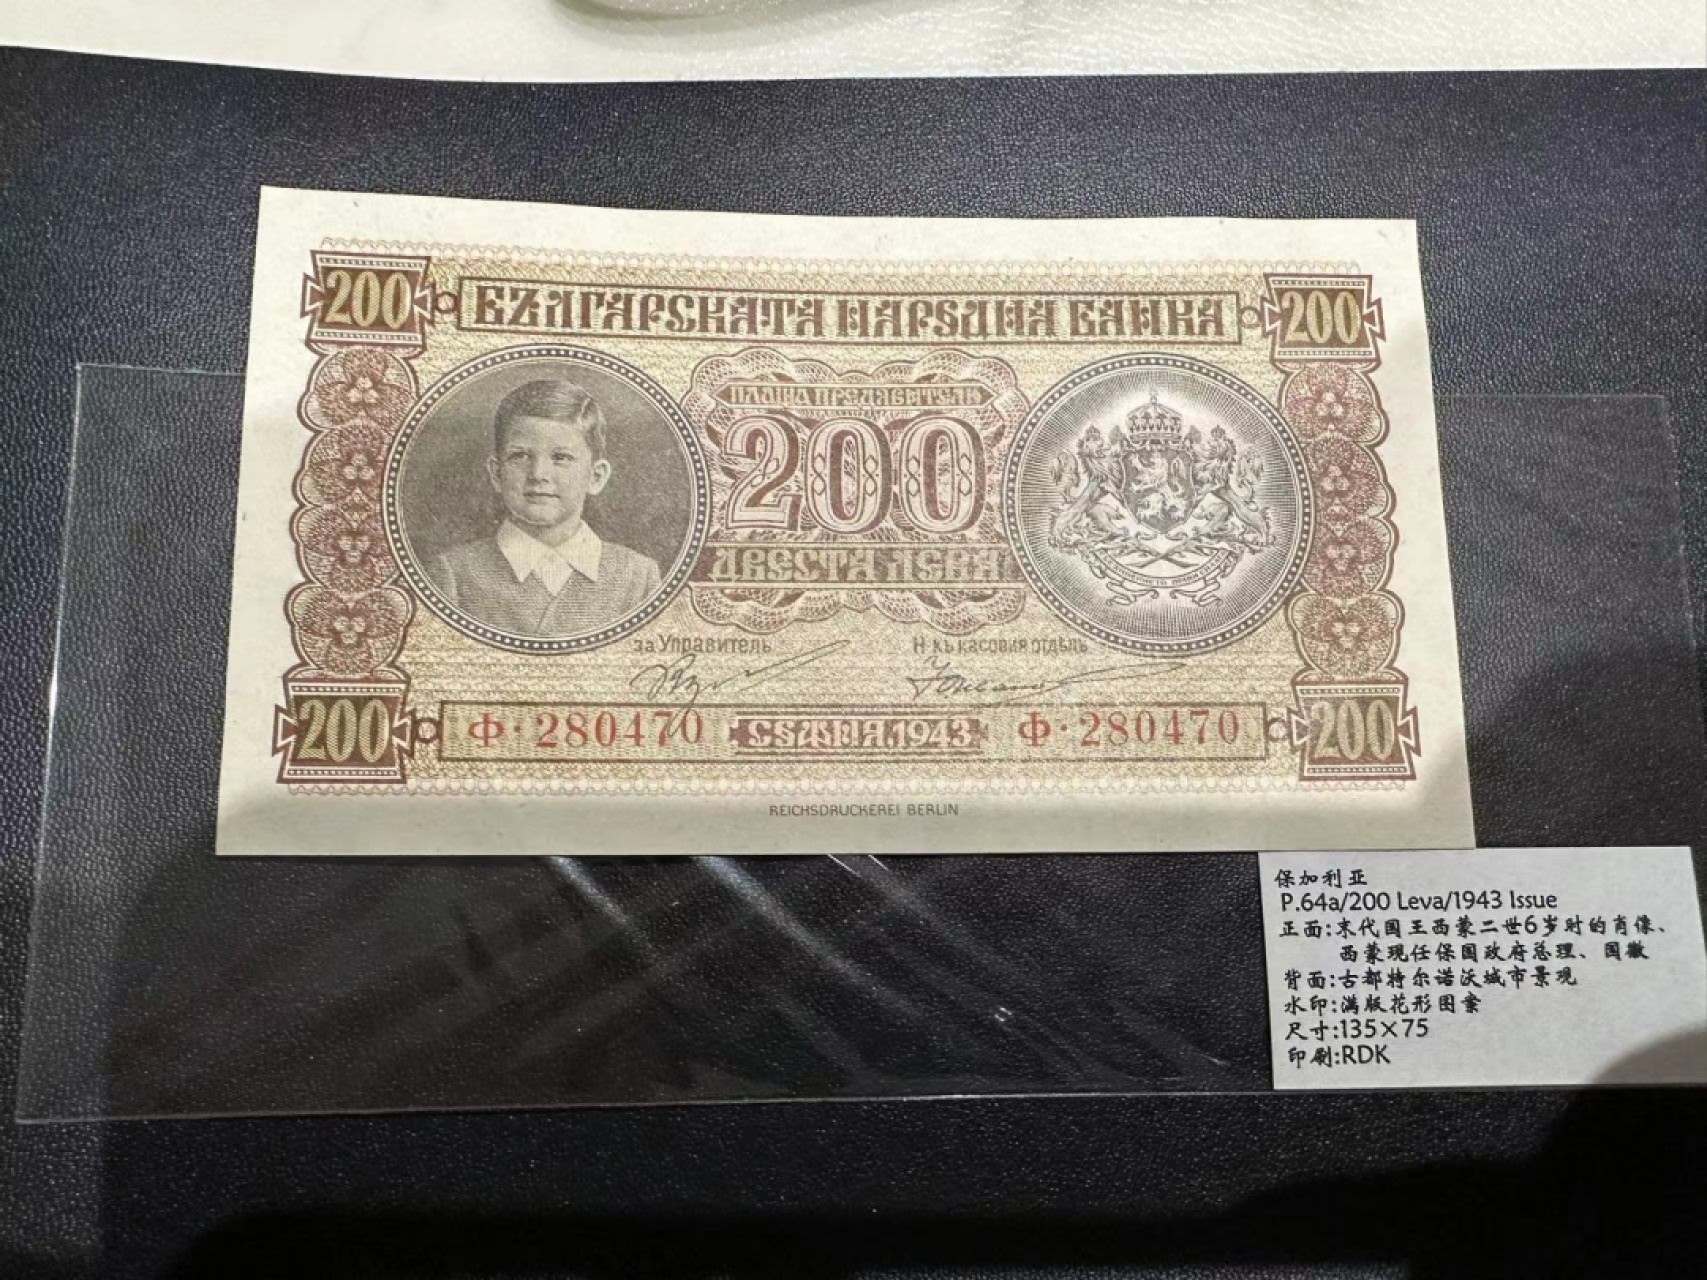 200 БЪЛГАРСКАТА НАРОДНА БАНКА 200
ПЛАЩА ПРЕДЯВИТЕЛЮ
200
ДВЕСТА ЛЕВА
за Управитель Н-къ касовия отдѣлъ
200 Ф·280470 СОФИЯ,1943 Ф·280470 200
REICHSDRUCKEREI BERLIN
保加利亚
P.64a/200 Leva/1943 Issue
正面:末代国王西蒙二世6岁时的肖像、
西蒙现任保国政府总理、国徽
背面:古都特尔诺沃城市景观
水印:满版花形图案
尺寸:135×75
印刷:RDK